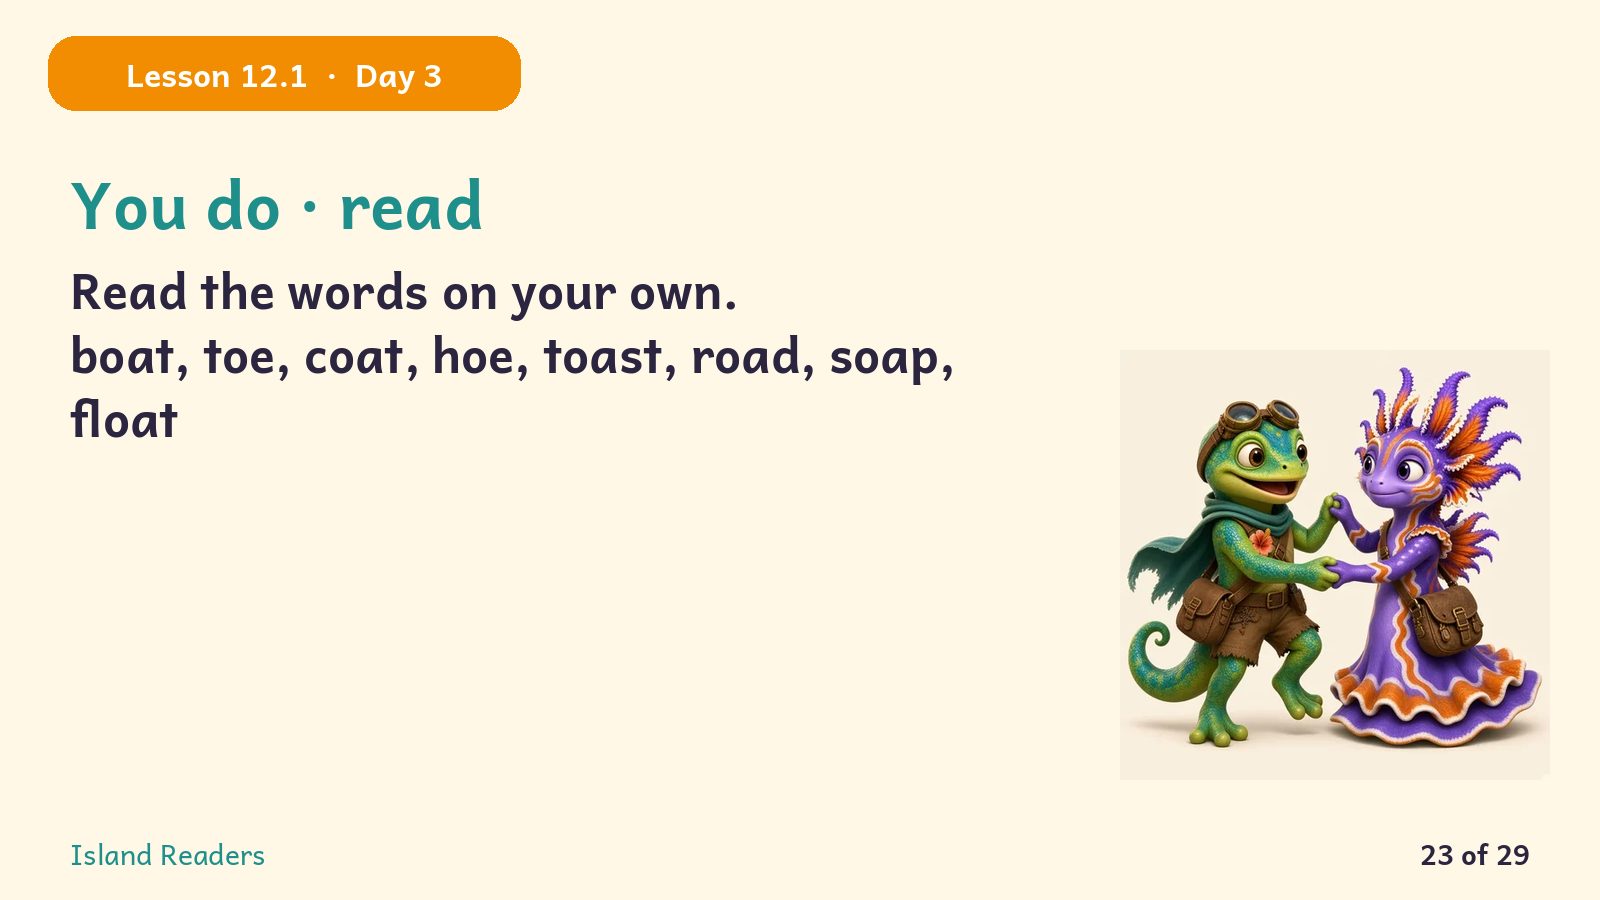 Lesson 12.1 · Day 3
You do · read
Read the words on your own.
boat, toe, coat, hoe, toast, road, soap,
float
Island Readers
23 of 29